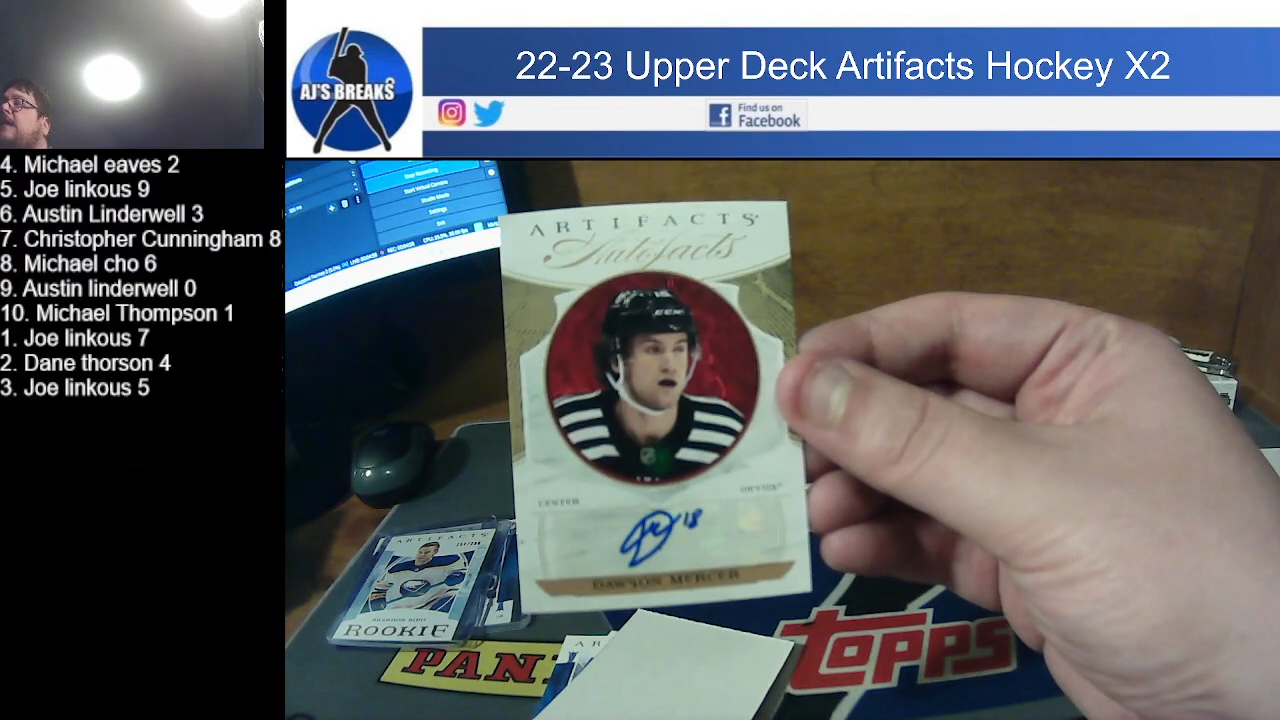 22-23 Upper Deck Artifacts Hockey X2
AJ'S BREAKS
Find us on
Facebook
4. Michael eaves 2
5. Joe linkous 9
6. Austin Linderwell 3
7. Christopher Cunningham 8
8. Michael cho 6
9. Austin linderwell 0
10. Michael Thompson 1
1. Joe linkous 7
2. Dane thorson 4
3. Joe linkous 5
ARTIFACTS
Autofacts
CENTER
DEVILS
18
DAWSON MERCER
ARTIFACTS
ROOKIE
PANI
TOPPS